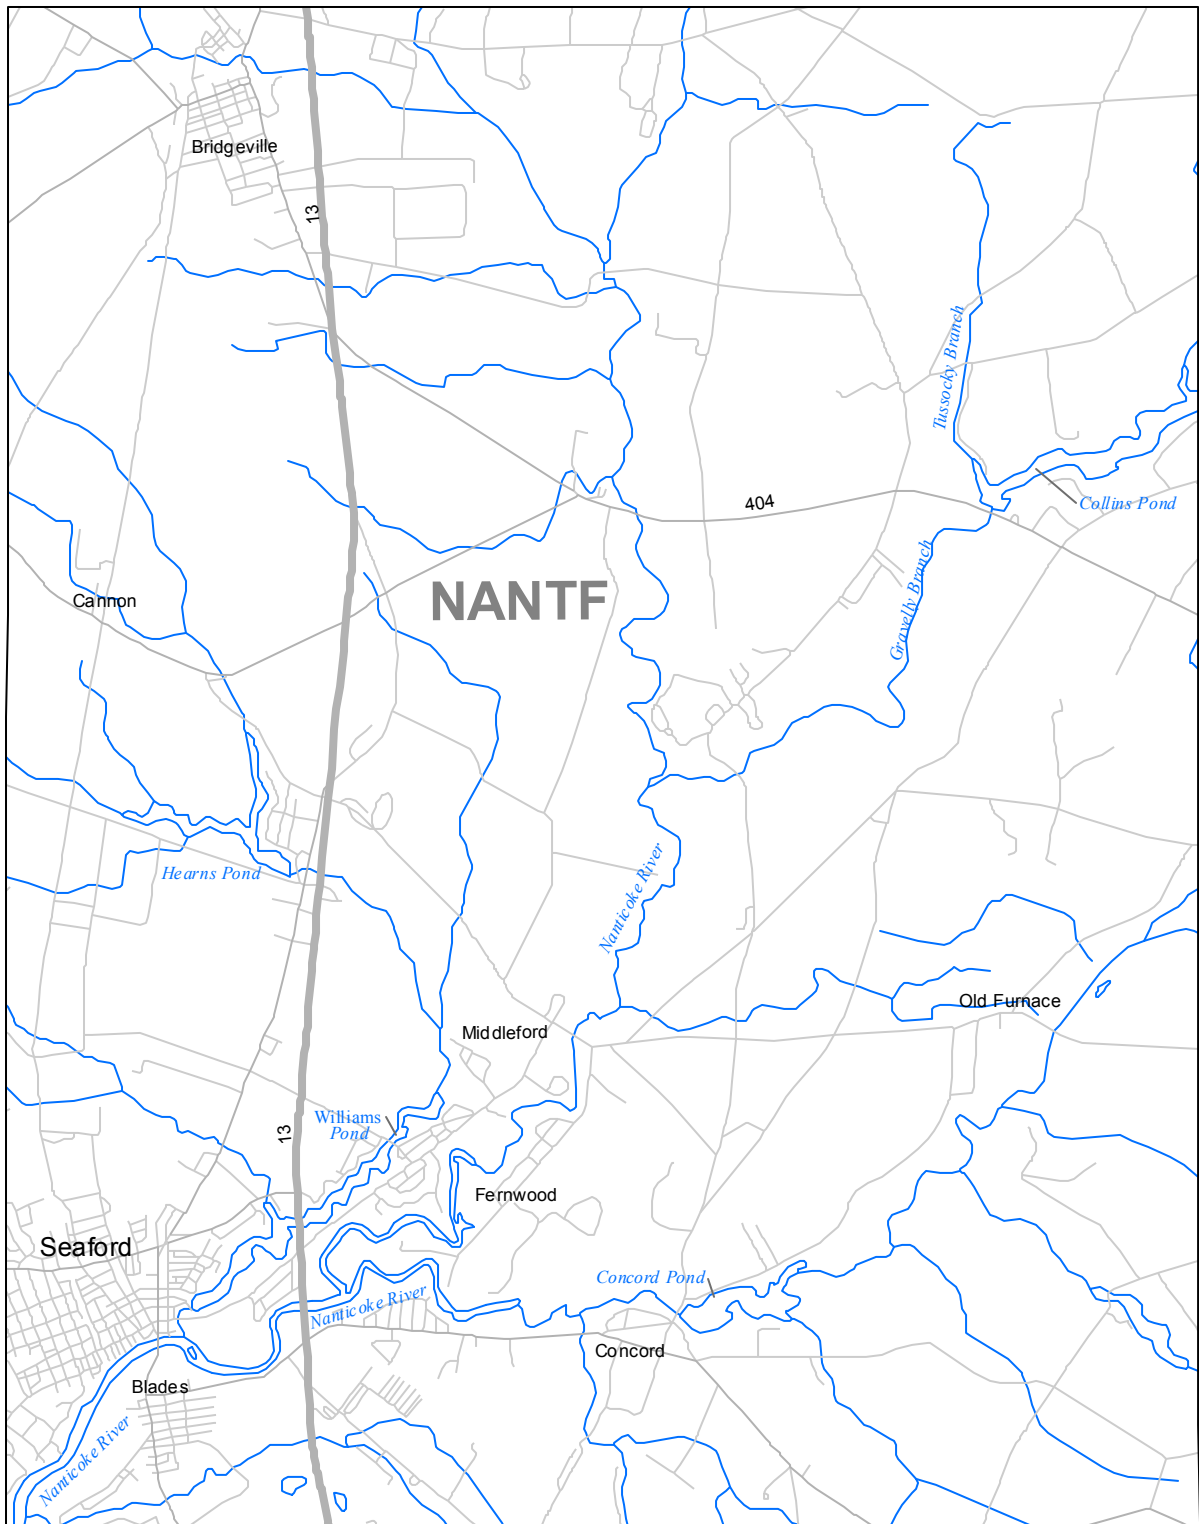 Bridgeville
13
Tussocky Branch
Collins Pond
404
Gravelly Branch
NANTF
Cannon
Hearns Pond
Nanticoke River
Old Furnace
Middleford
Williams
Pond
13
Fernwood
Seaford
Concord Pond
Nanticoke River
Concord
Blades
Nanticoke River